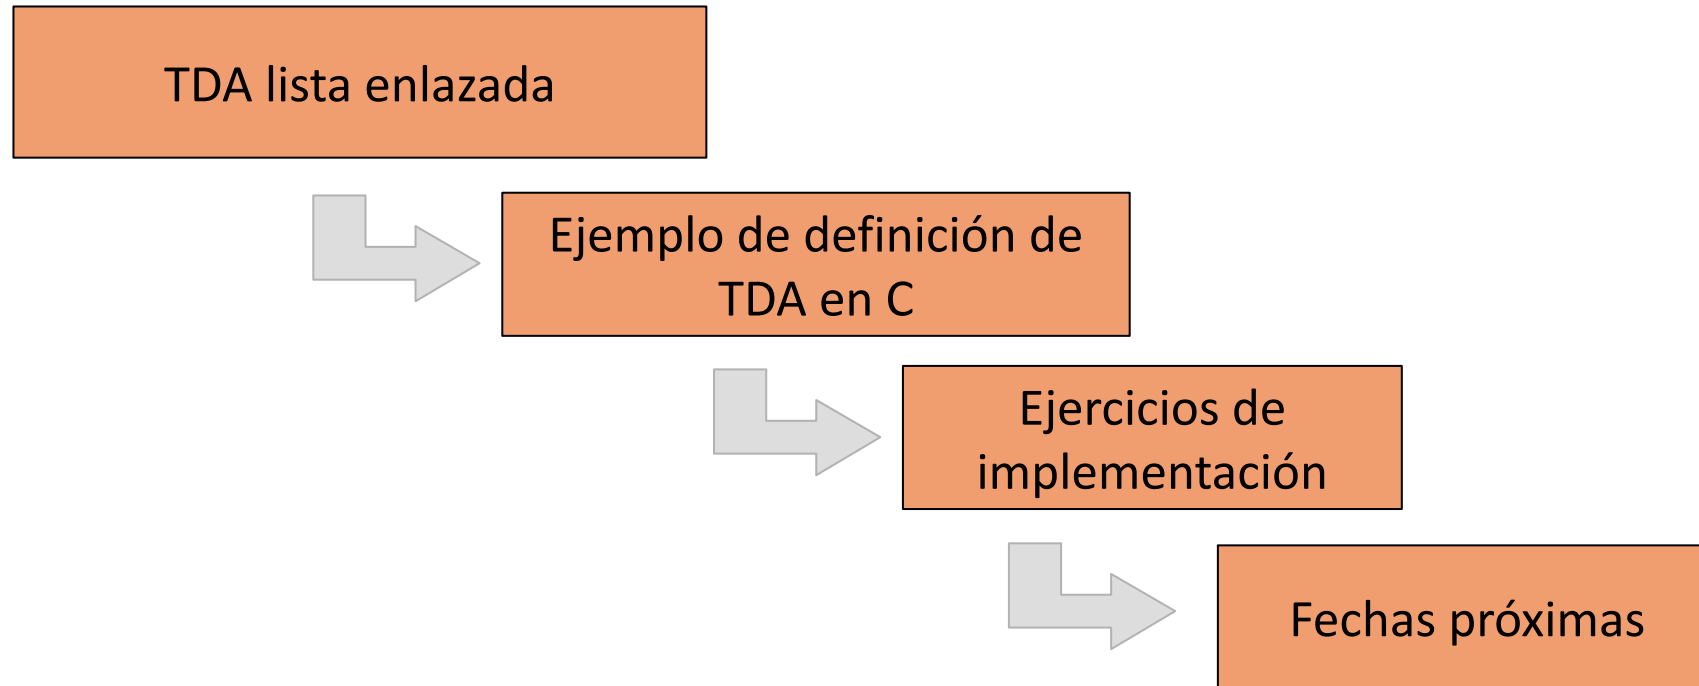 TDA lista enlazada
Ejemplo de definición de
TDA en C
Ejercicios de
implementación
Fechas próximas